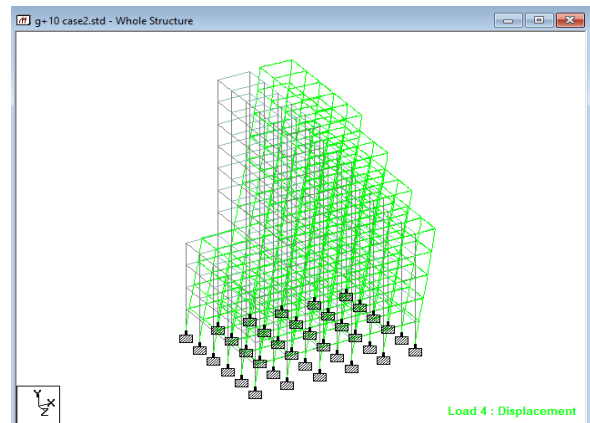 g+10 case2.std - Whole Structure
Y
X
Z
Load 4 : Displacement